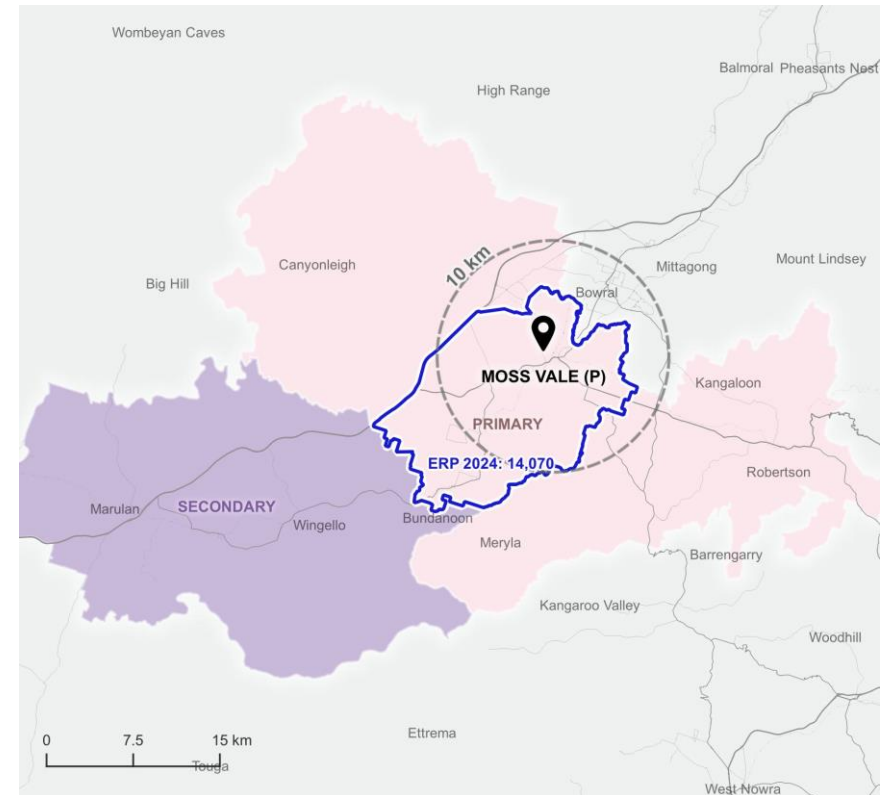 Wombeyan Caves
Balmoral
Pheasants Nest
High Range
10 km
Mittagong
Mount Lindsey
Canyonleigh
Big Hill
Bowral
MOSS VALE (P)
Kangaloon
PRIMARY
ERP 2024: 14,070
Robertson
SECONDARY
Marulan
Wingello
Bundanoon
Meryla
Barrengarry
Kangaroo Valley
Woodhill
Ettrema
0 7.5 15 km
Touga
West Nowra